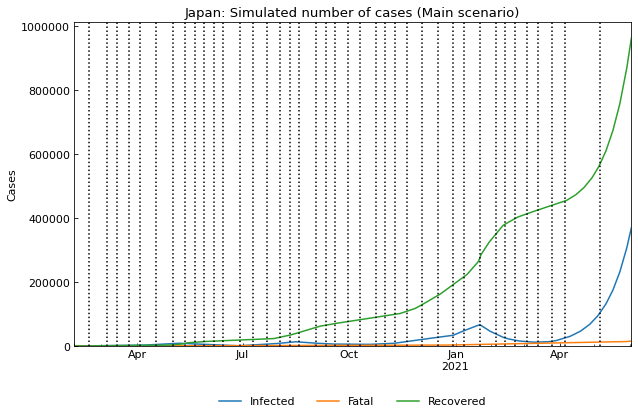 Japan: Simulated number of cases (Main scenario)
1000000
800000
600000
400000
200000
0
Cases
Apr Jul Oct Jan Apr
2021
Infected Fatal Recovered